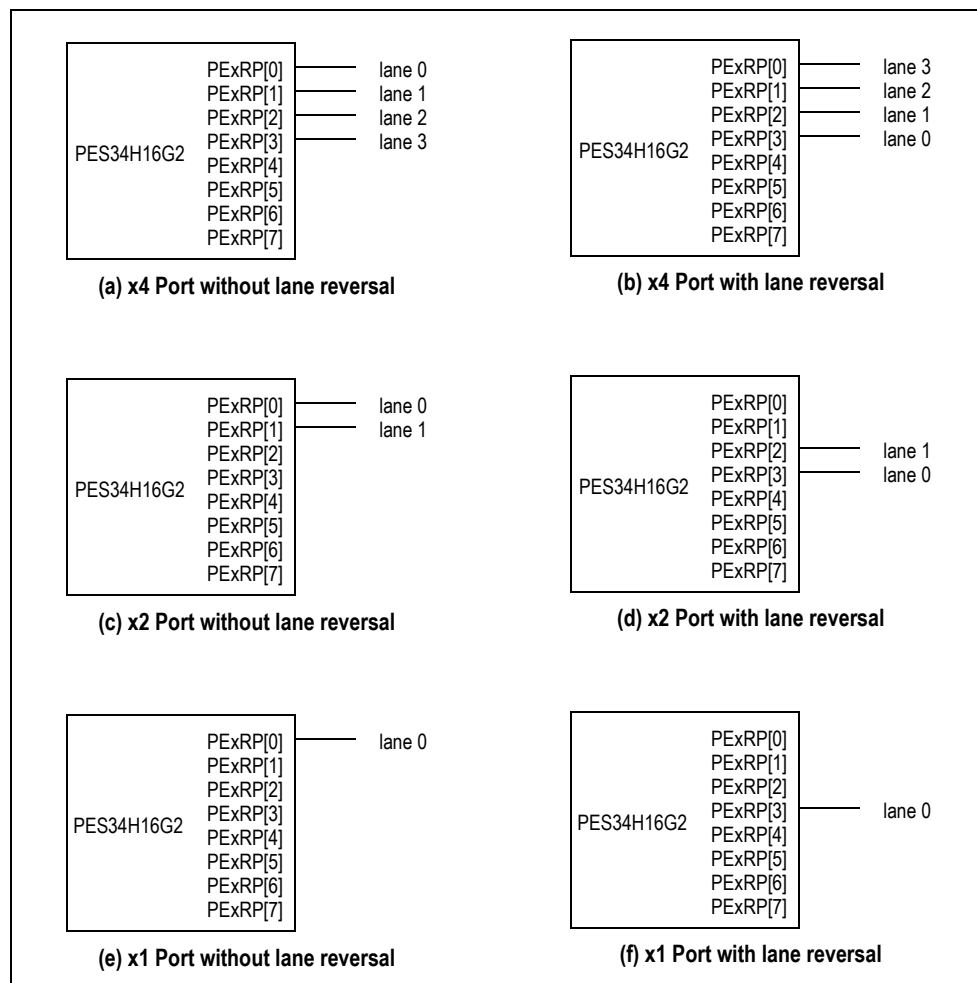 PExRP[0] lane 0
PExRP[1] lane 1
PExRP[2] lane 2
PExRP[3] lane 3
PES34H16G2
PExRP[4]
PExRP[5]
PExRP[6]
PExRP[7]
(a) x4 Port without lane reversal
PExRP[0] lane 3
PExRP[1] lane 2
PExRP[2] lane 1
PExRP[3] lane 0
PES34H16G2
PExRP[4]
PExRP[5]
PExRP[6]
PExRP[7]
(b) x4 Port with lane reversal
PExRP[0] lane 0
PExRP[1] lane 1
PExRP[2]
PExRP[3]
PES34H16G2
PExRP[4]
PExRP[5]
PExRP[6]
PExRP[7]
(c) x2 Port without lane reversal
PExRP[0]
PExRP[1]
PExRP[2] lane 1
PExRP[3] lane 0
PES34H16G2
PExRP[4]
PExRP[5]
PExRP[6]
PExRP[7]
(d) x2 Port with lane reversal
PExRP[0] lane 0
PExRP[1]
PExRP[2]
PExRP[3]
PES34H16G2
PExRP[4]
PExRP[5]
PExRP[6]
PExRP[7]
(e) x1 Port without lane reversal
PExRP[0]
PExRP[1]
PExRP[2]
PExRP[3] lane 0
PES34H16G2
PExRP[4]
PExRP[5]
PExRP[6]
PExRP[7]
(f) x1 Port with lane reversal